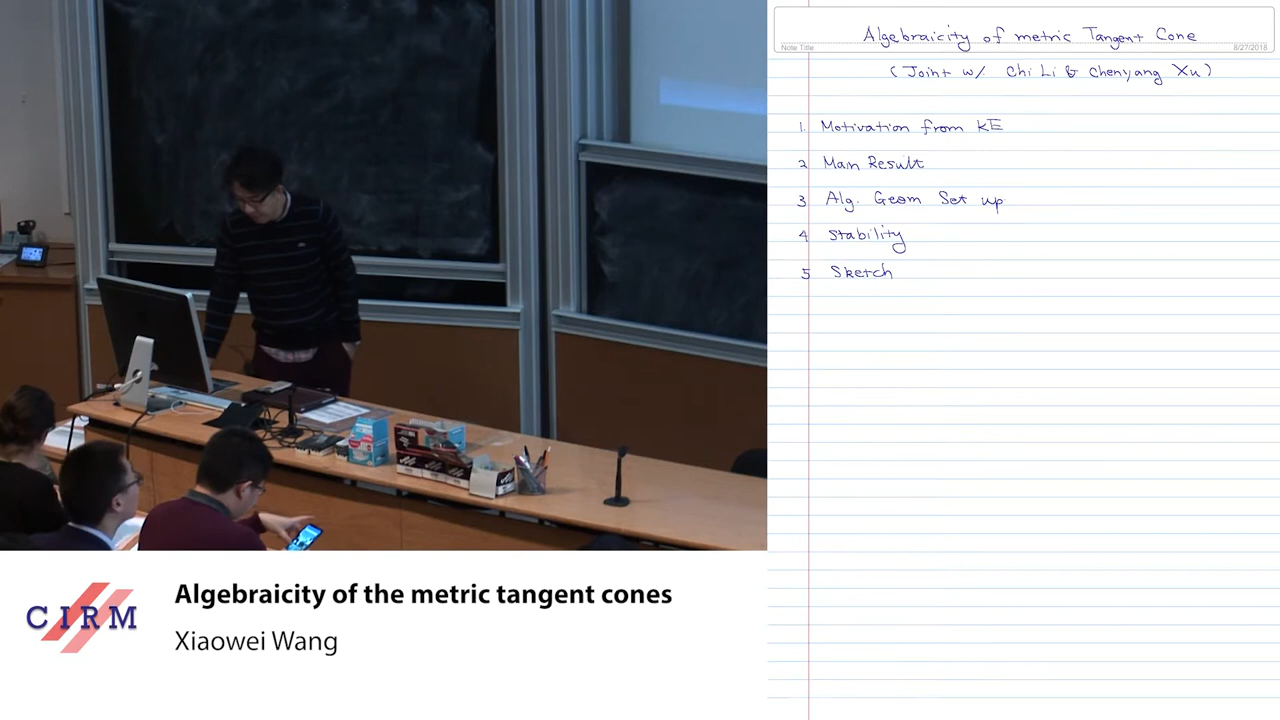 Algebraicity of metric Tangent Cone
Note Title
8/27/2018
(Joint w/ Chi Li & Chenyang Xu)
1. Motivation from KE
2 Main Result
3 Alg. Geom Set up
4 Stability
5 Sketch
CIRM
Algebraicity of the metric tangent cones
Xiaowei Wang